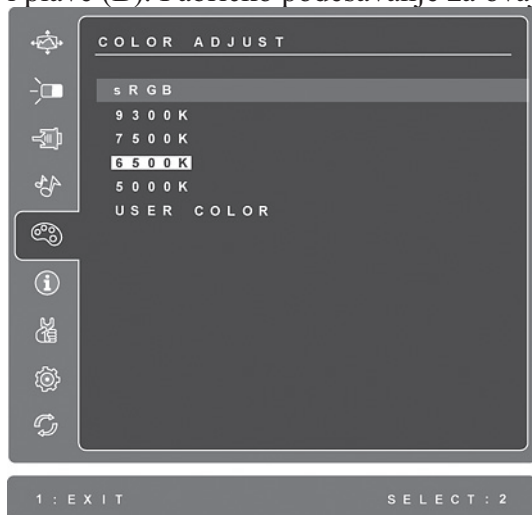 COLOR ADJUST
sRGB
9300K
7500K
6500K
5000K
USER COLOR
1:EXIT SELECT:2